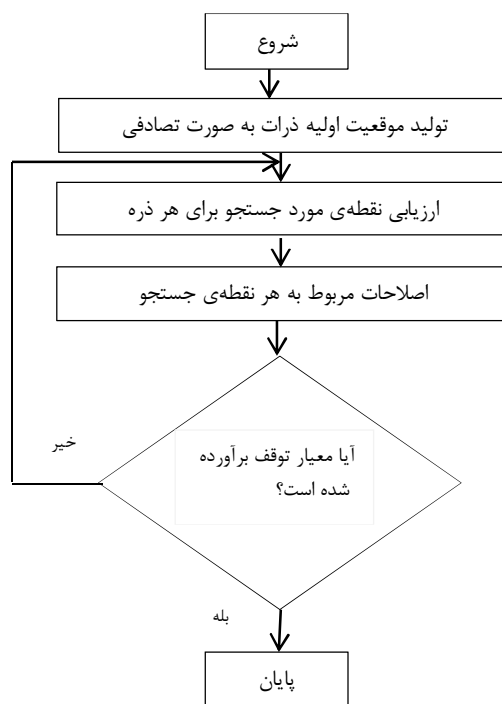 شروع
تولید موقعیت اولیه ذرات به صورت تصادفی
ارزیابی نقطه‌ی مورد جستجو برای هر ذره
اصلاحات مربوط به هر نقطه‌ی جستجو
خیر
آیا معیار توقف برآورده
شده است؟
بله
پایان